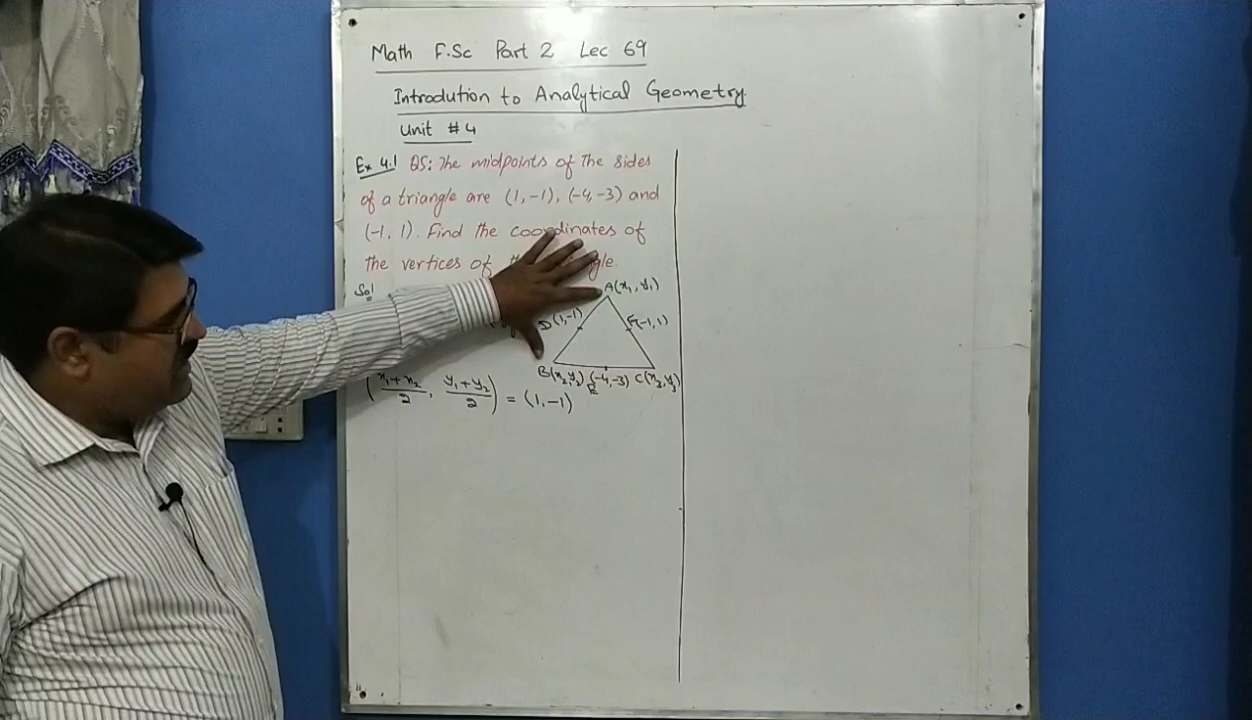 Math F.Sc Part 2 Lec 69
Introdution to Analytical Geometry
Unit #4
Ex 4.1 Q5: The midpoints of the sides
of a triangle are (1, -1), (-4, -3) and
(-1, 1). Find the coordinates of
the vertices of
Sol
A(x₁, y₁)
D(1, -1)
F(-1, 1)
B(x₂, y₂) (-4, -3) C(x₃, y₃)
E
(x₁+x₂/2, y₁+y₂/2) = (1, -1)